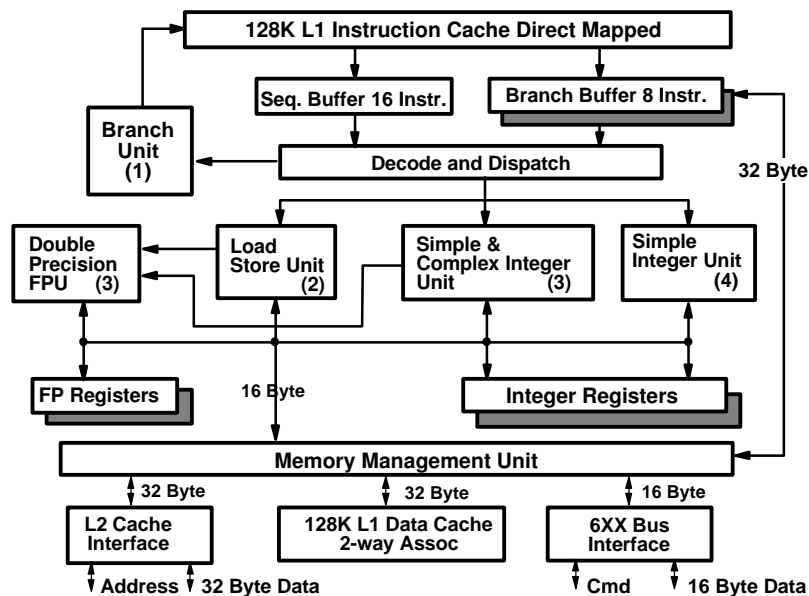 128K L1 Instruction Cache Direct Mapped
Seq. Buffer 16 Instr.
Branch Buffer 8 Instr.
Branch
Unit
(1)
Decode and Dispatch
32 Byte
Double
Precision
FPU (3)
Load
Store Unit
(2)
Simple &
Complex Integer
Unit (3)
Simple
Integer Unit
(4)
FP Registers
16 Byte
Integer Registers
Memory Management Unit
32 Byte
32 Byte
16 Byte
L2 Cache
Interface
128K L1 Data Cache
2-way Assoc
6XX Bus
Interface
Address
32 Byte Data
Cmd
16 Byte Data